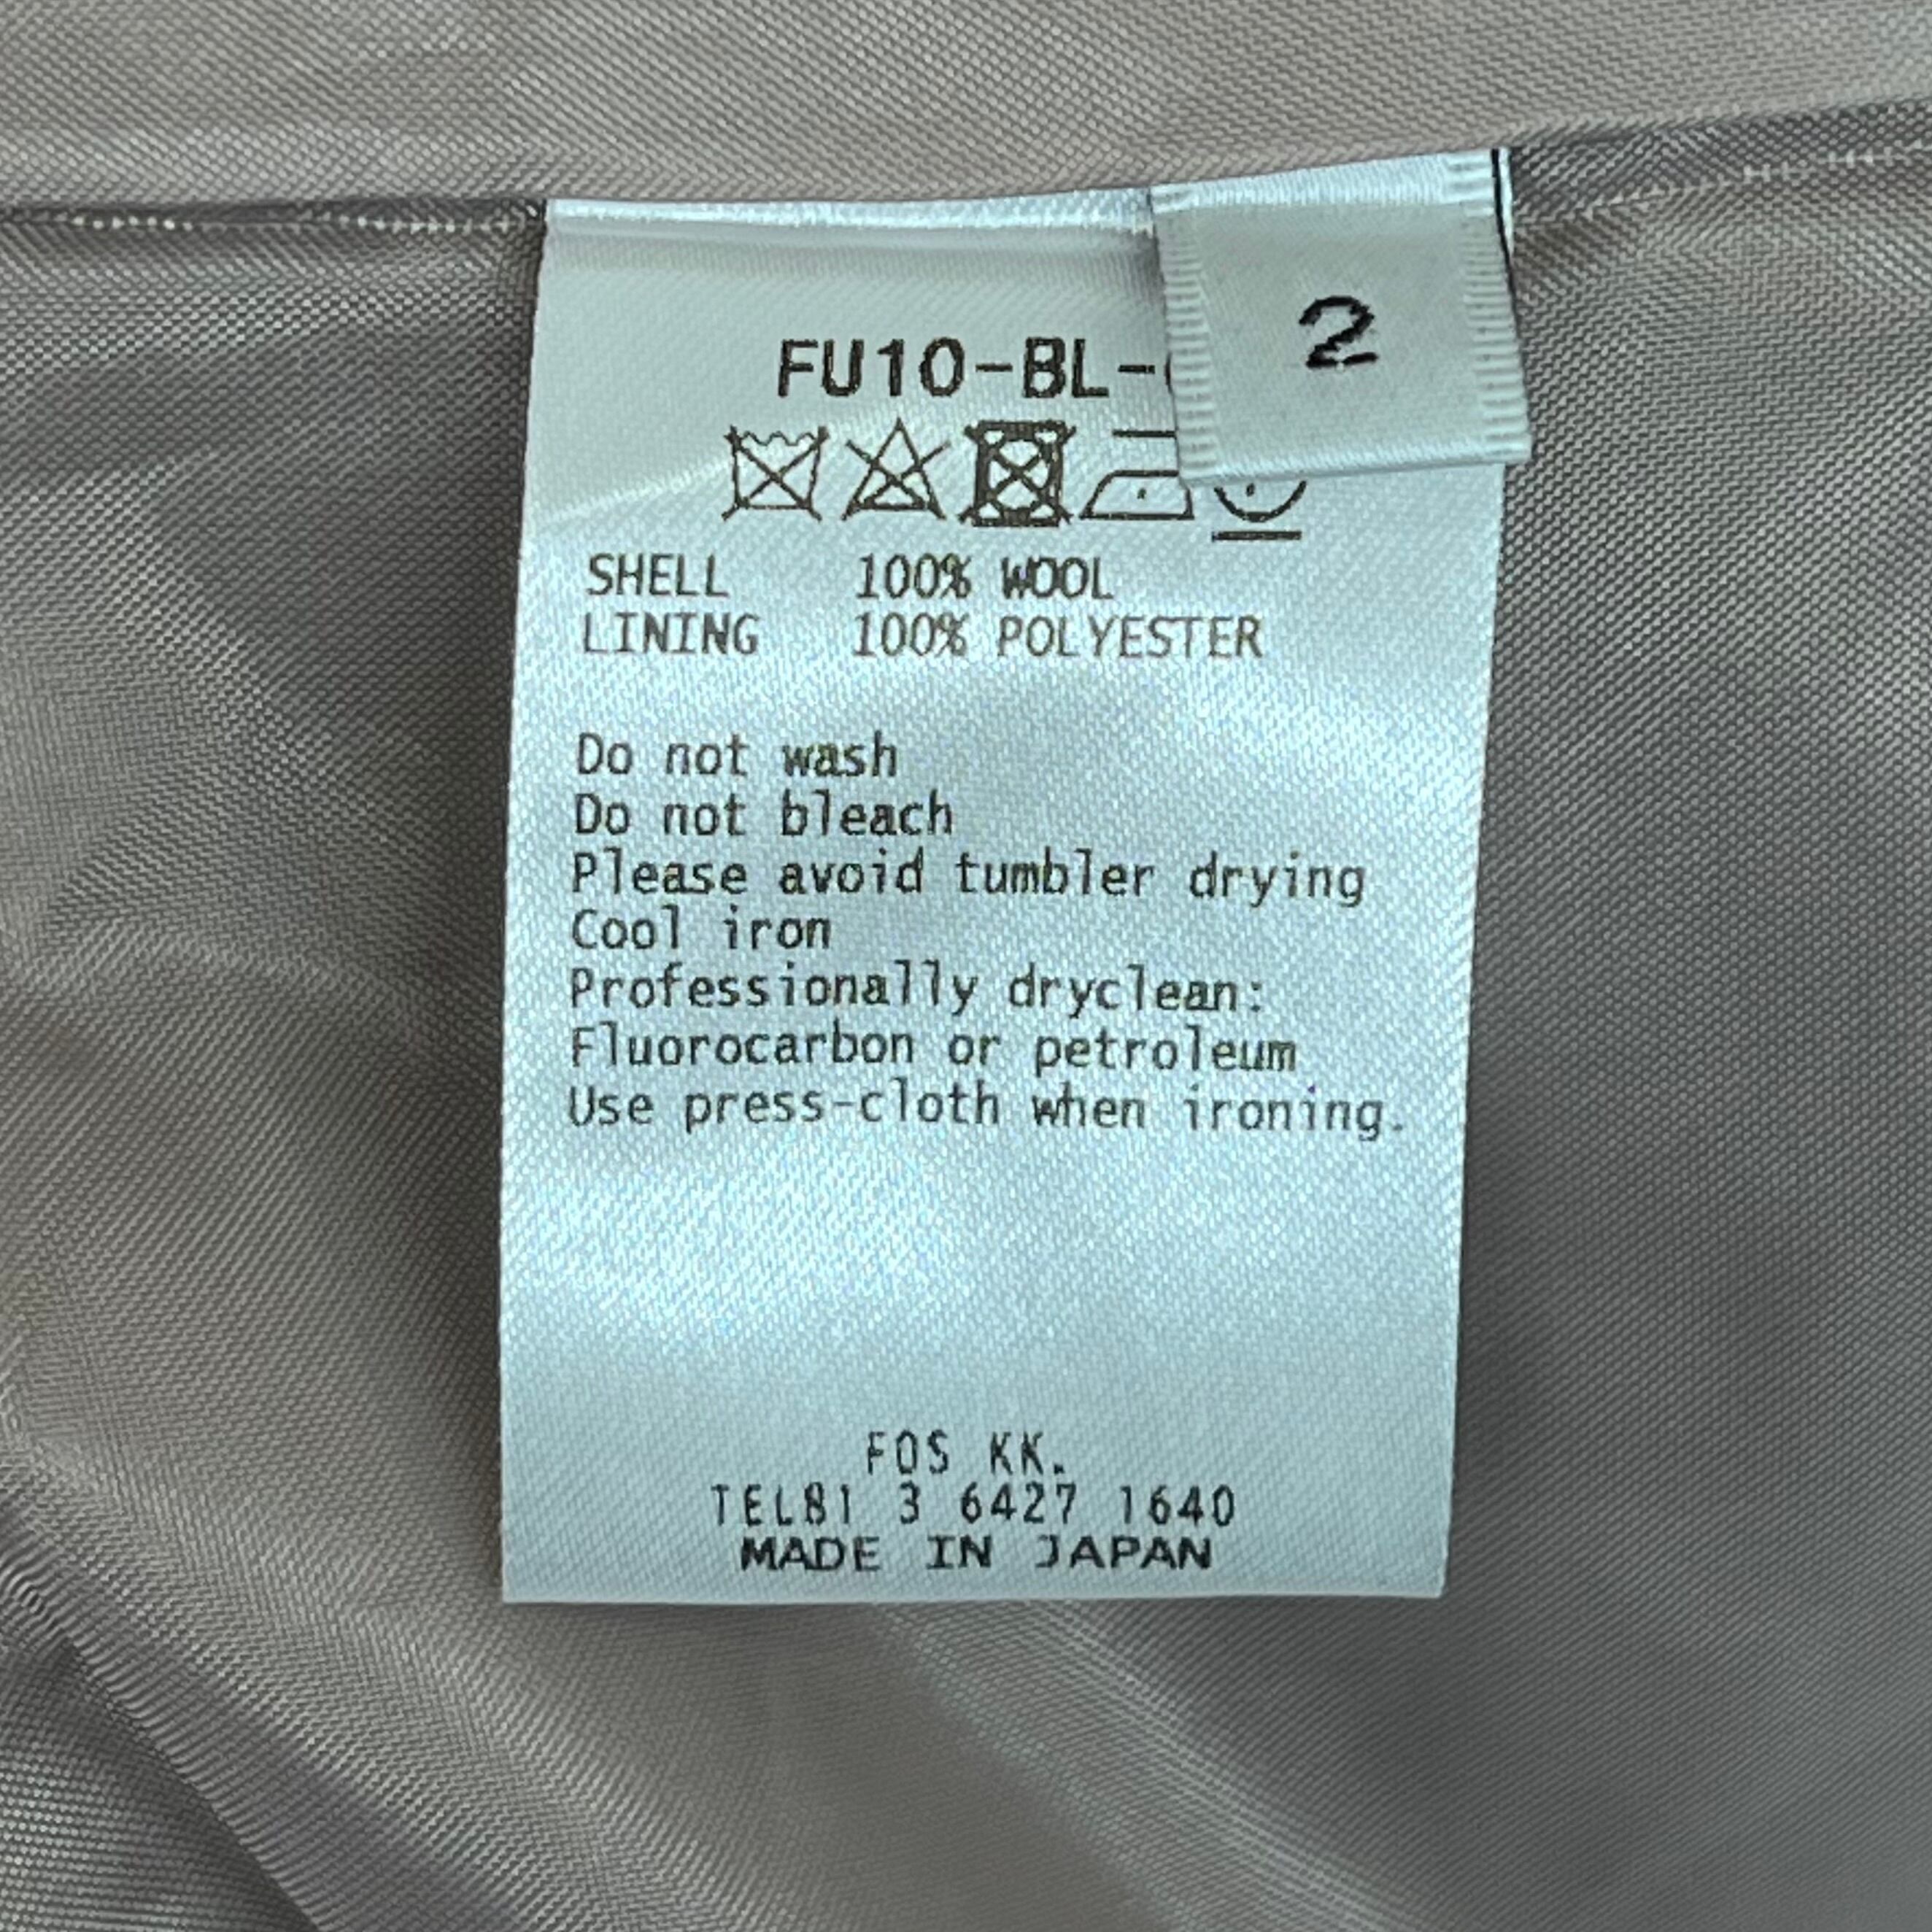 2
FU10-BL-
SHELL 100% WOOL
LINING 100% POLYESTER
Do not wash
Do not bleach
Please avoid tumbler drying
Cool iron
Professionally dryclean:
Fluorocarbon or petroleum
Use press-cloth when ironing.
FOS KK.
TEL81 3 6427 1640
MADE IN JAPAN